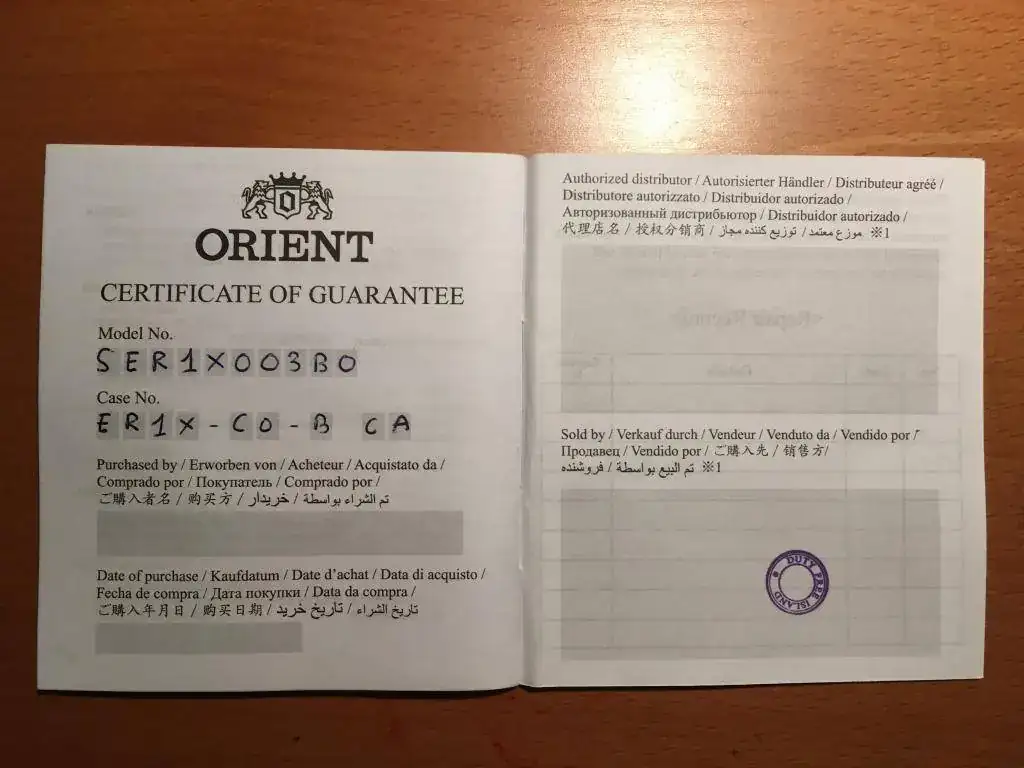 ORIENT
CERTIFICATE OF GUARANTEE
Model No.
SER1X003B0
Case No.
ER1X-C0-B CA
Purchased by / Erworben von / Acheteur / Acquistato da /
Comprado por / Покупатель / Comprado por /
ご購入者名 / 购买方 / خریدار / تم الشراء بواسطة
Date of purchase / Kaufdatum / Date d'achat / Data di acquisto /
Fecha de compra / Дата покупки / Data da compra /
ご購入年月日 / 购买日期 / تاریخ خرید / تاريخ الشراء
Authorized distributor / Autorisierter Händler / Distributeur agréé /
Distributore autorizzato / Distribuidor autorizado /
Авторизованный дистрибьютор / Distribuidor autorizado /
代理店名 / 授权分销商 / موزع معتمد / توزیع کننده مجاز ※1
Sold by / Verkauf durch / Vendeur / Venduto da / Vendido por /
Продавец / Vendido por / ご購入先 / 销售方 /
تم البيع بواسطة / فروشنده ※1
DUTY FREE ISLAND